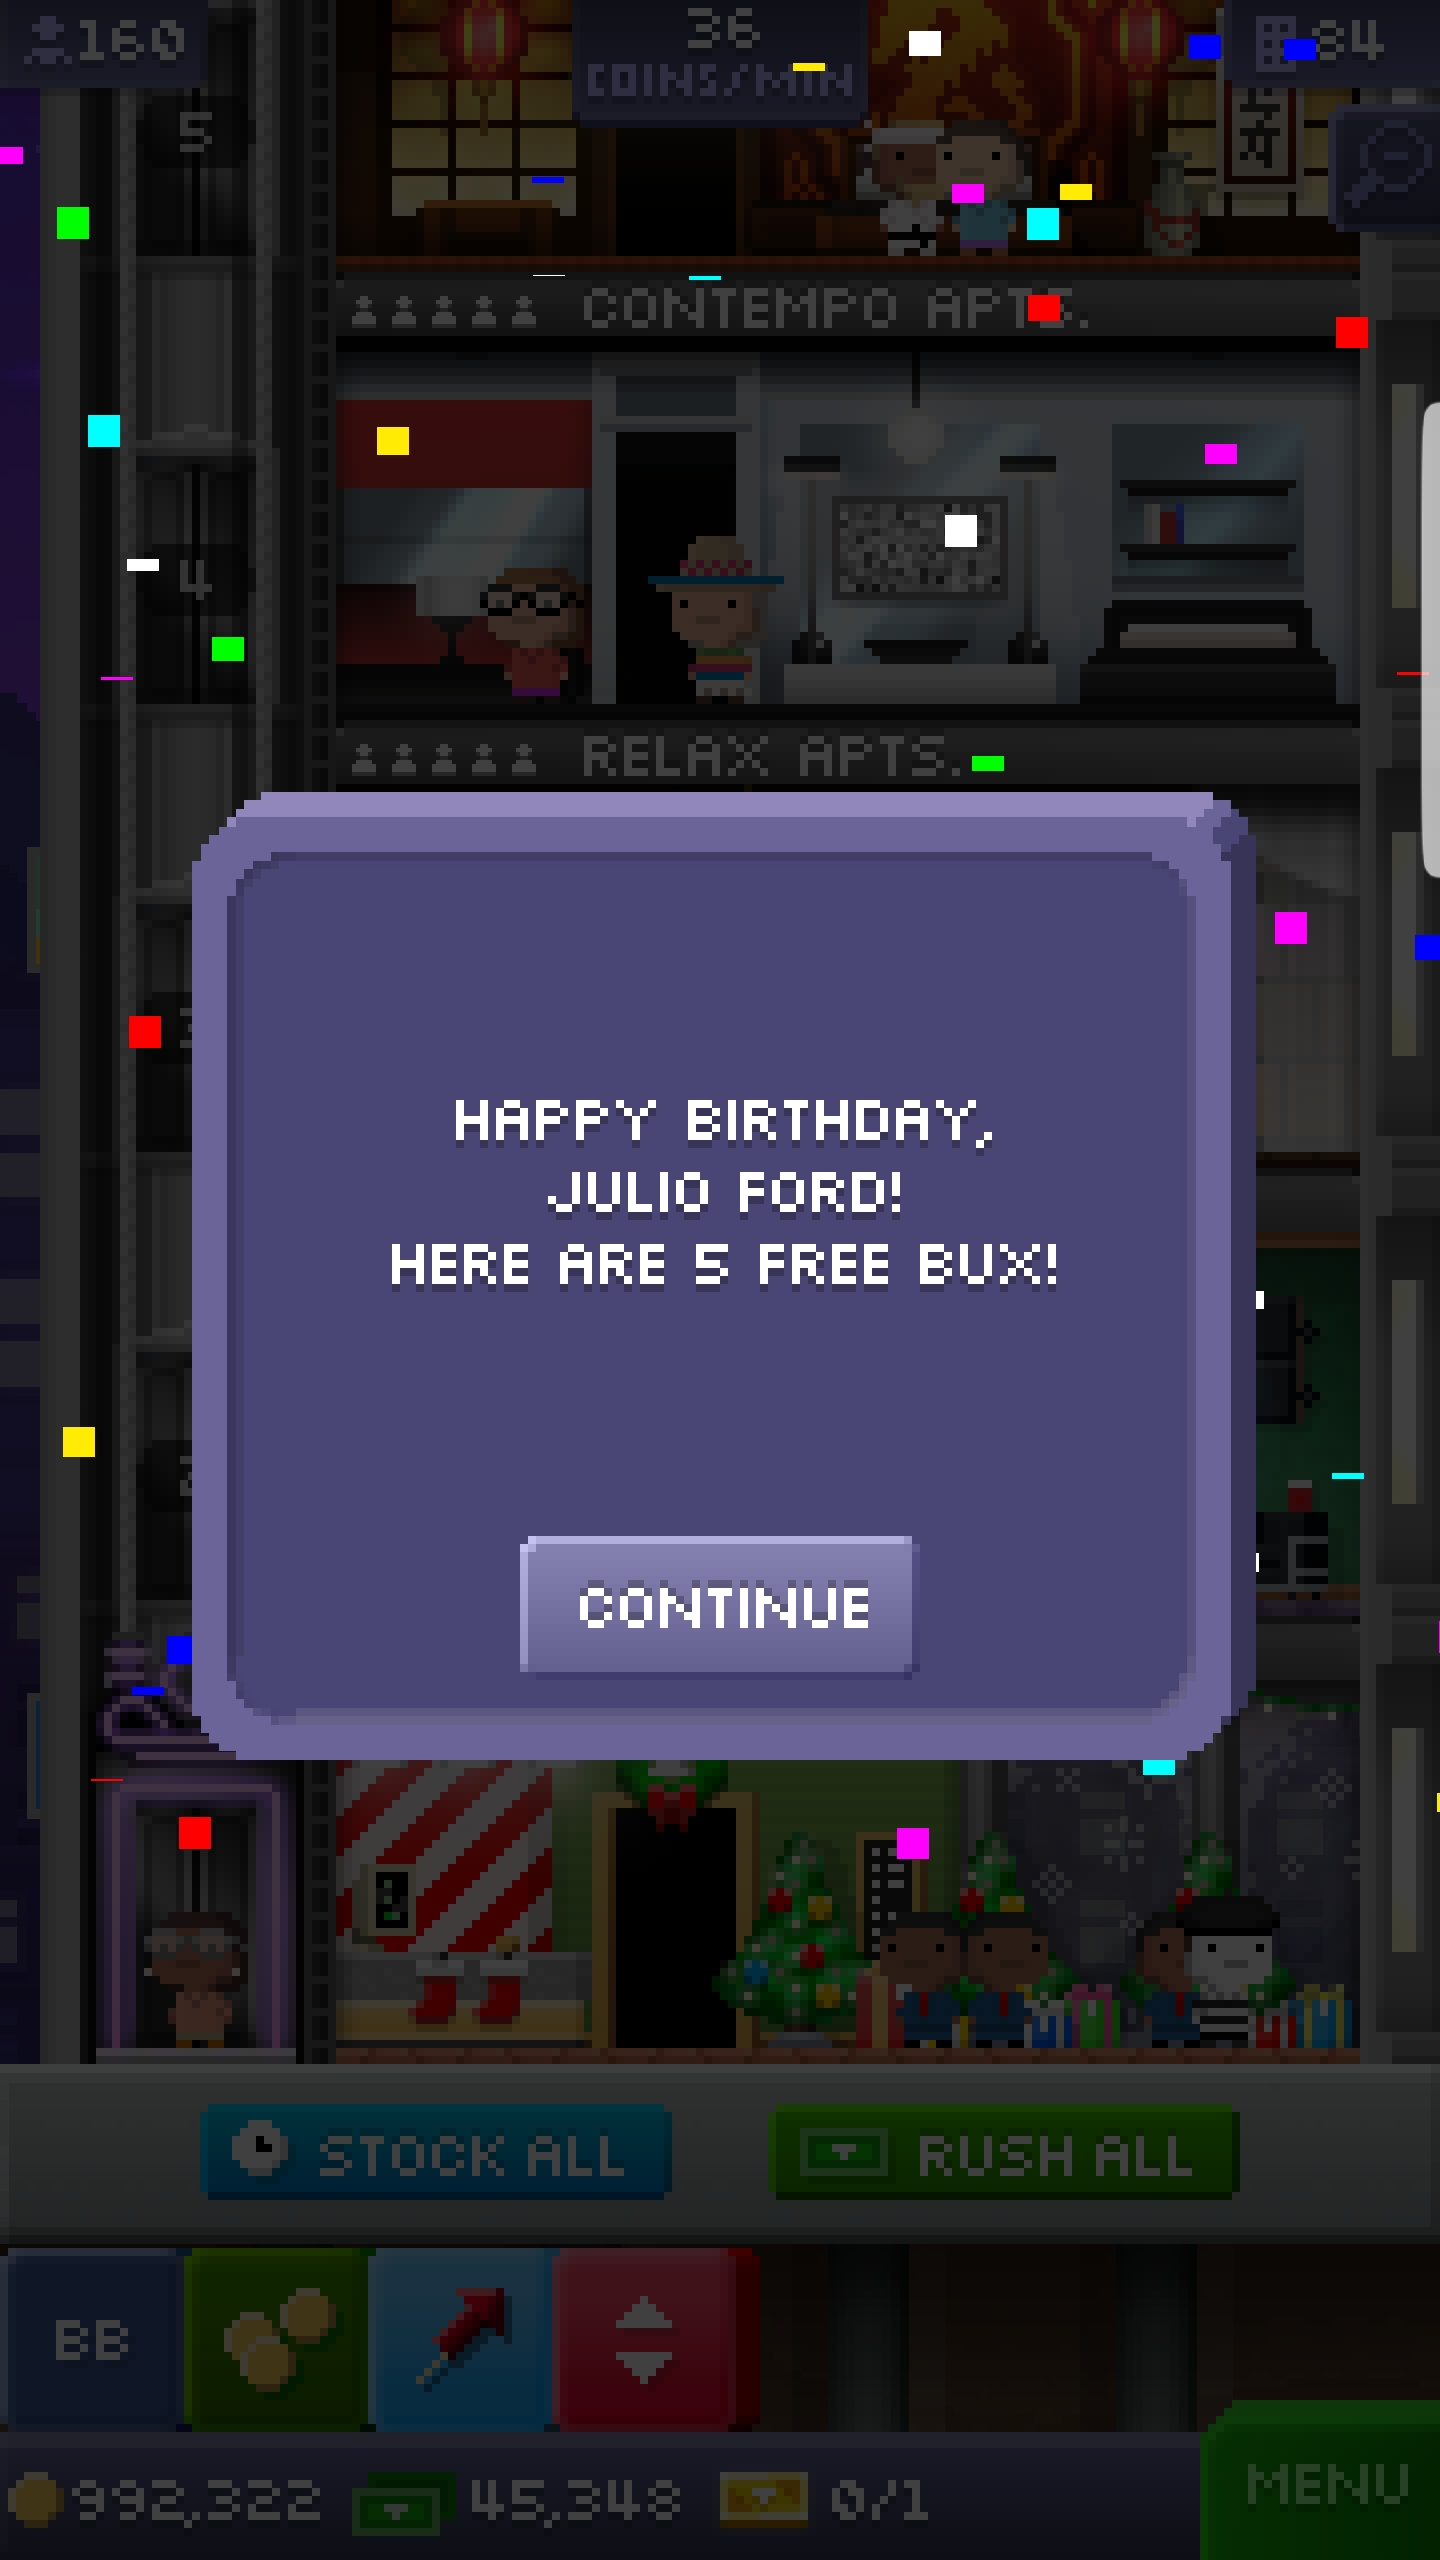 160
36
COINS/MIN
84
5
CONTEMPO APTS.
4
RELAX APTS.
HAPPY BIRTHDAY,
JULIO FORD!
HERE ARE 5 FREE BUX!
CONTINUE
STOCK ALL
RUSH ALL
BB
992,322
45,348
0/1
MENU